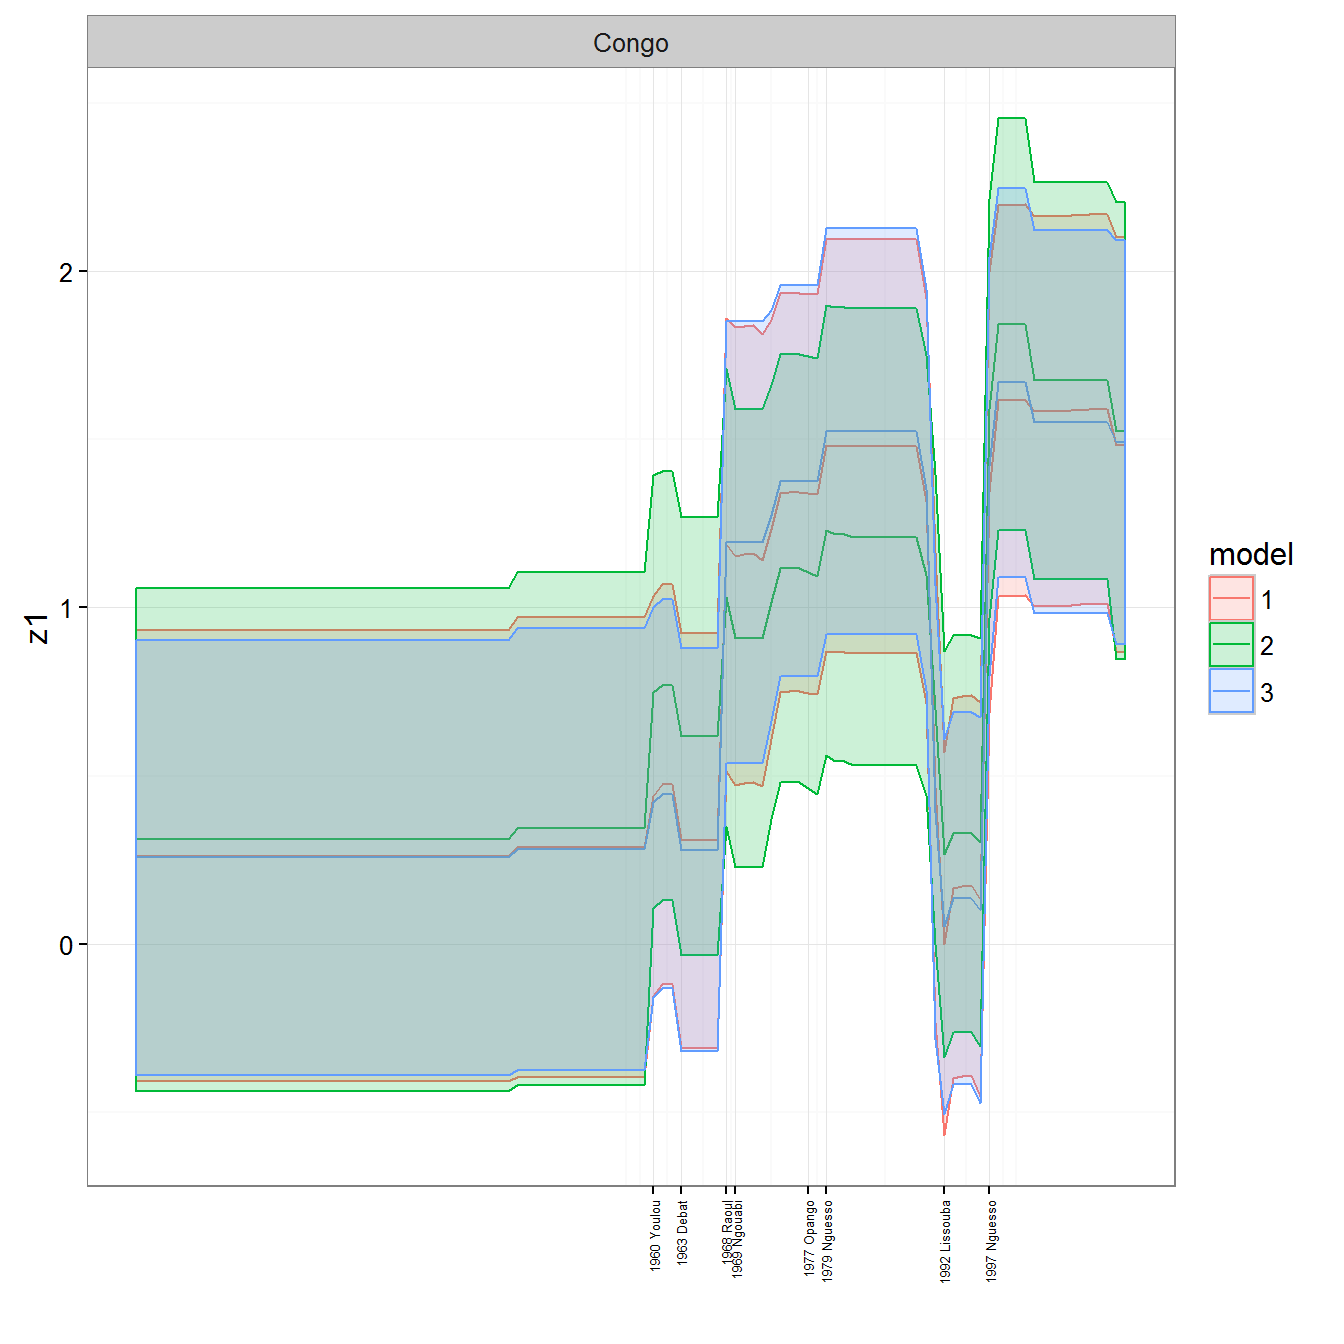 Congo
z1
2
1
0
model
1
2
3
1960 Youlou
1963 Debat
1968 Raoul
1969 Ngouabi
1977 Opango
1979 Nguesso
1992 Lissouba
1997 Nguesso